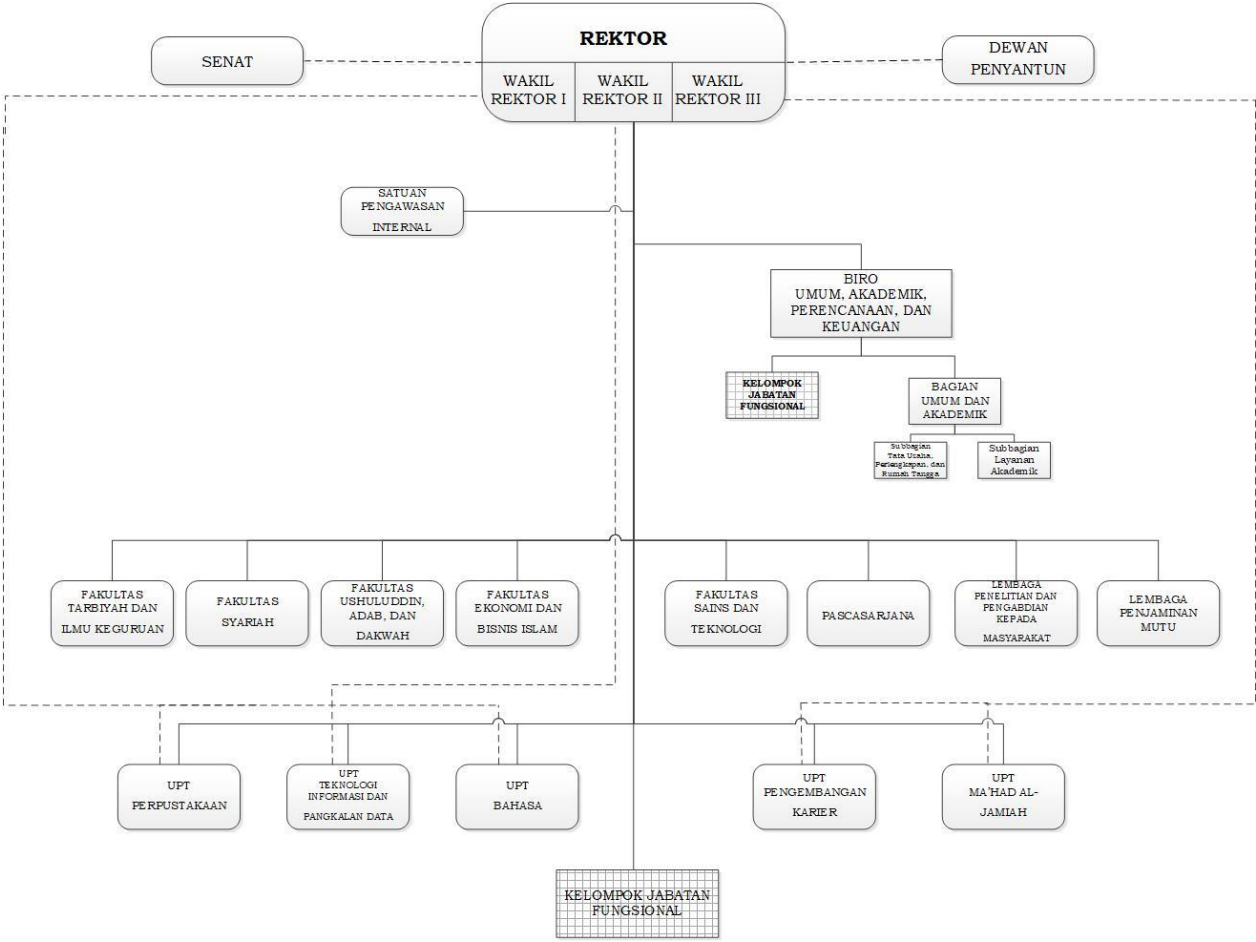 REKTOR
SENAT
DEWAN
PENYANTUN
WAKIL
REKTOR I
WAKIL
REKTOR II
WAKIL
REKTOR III
SATUAN
PENGAWASAN
INTERNAL
BIRO
UMUM, AKADEMIK,
PERENCANAAN, DAN
KEUANGAN
KELOMPOK
JABATAN
FUNGSIONAL
BAGIAN
UMUM DAN
AKADEMIK
Subbagian
Tata Usaha,
Perlengkapan, dan
Rumah Tangga
Subbagian
Layanan
Akademik
FAKULTAS
TARBIYAH DAN
ILMU KEGURUAN
FAKULTAS
SYARIAH
FAKULTAS
USHULUDDIN,
ADAB, DAN
DAKWAH
FAKULTAS
EKONOMI DAN
BISNIS ISLAM
FAKULTAS
SAINS DAN
TEKNOLOGI
PASCASARJANA
LEMBAGA
PENELITIAN DAN
PENGABDIAN
KEPADA
MASYARAKAT
LEMBAGA
PENJAMINAN
MUTU
UPT
PERPUSTAKAAN
UPT
TEKNOLOGI
INFORMASI DAN
PANGKALAN DATA
UPT
BAHASA
UPT
PENGEMBANGAN
KARIER
UPT
MA'HAD AL-
JAMIAH
KELOMPOK JABATAN
FUNGSIONAL